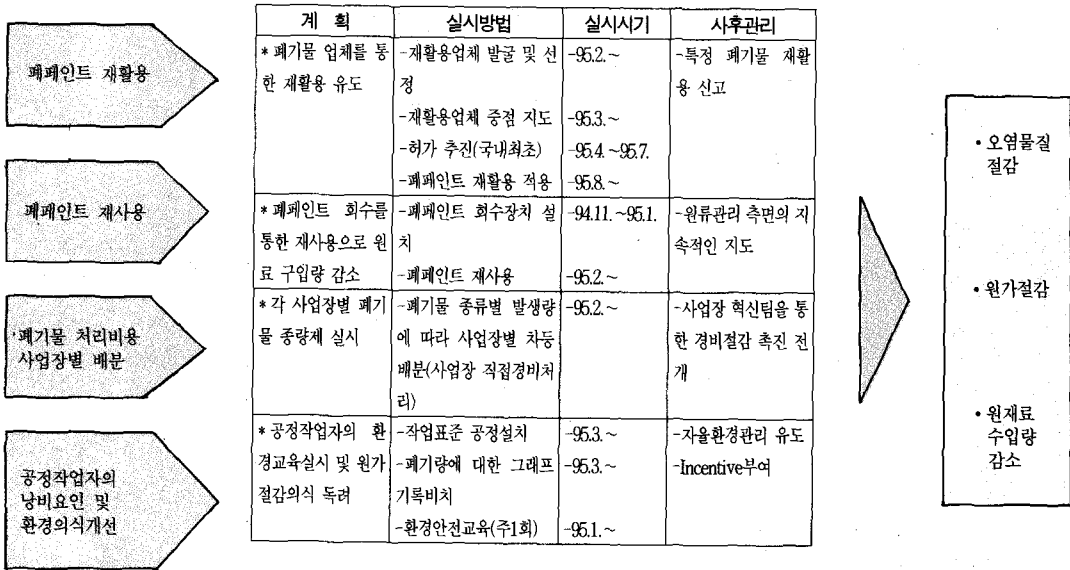 폐페인트 재활용
폐페인트 재사용
폐기물 처리비용
사업장별 배분
공정작업자의
낭비요인 및
환경의식개선
계 획 실시방법 실시시기 사후관리
* 폐기물 업체를 통
한 재활용 유도
-재활용업체 발굴 및 선
정
-재활용업체 중점 지도
-허가 추진(국내최초)
-폐페인트 재활용 적용
-95.2.~
-95.3.~
-95.4.~95.7.
-95.8.~
-특정 폐기물 재활
용 신고
* 폐페인트 회수를
통한 재사용으로 원
료 구입량 감소
-폐페인트 회수장치 설
치
-폐페인트 재사용
-94.11.~95.1.
-95.2.~
-원류관리 측면의 지
속적인 지도
* 각 사업장별 폐기
물 종량제 실시
-폐기물 종류별 발생량
에 따라 사업장별 차등
배분(사업장 직접경비처
리)
-95.2.~
-사업장 혁신팀을 통
한 경비절감 촉진 전
개
* 공정작업자의 환
경교육실시 및 원가
절감의식 독려
-작업표준 공정설치
-폐기량에 대한 그래프
기록비치
-환경안전교육(주1회)
-95.3.~
-95.3.~
-95.1.~
-자율환경관리 유도
-Incentive부여
• 오염물질
절감
• 원가절감
• 원재료
수입량
감소